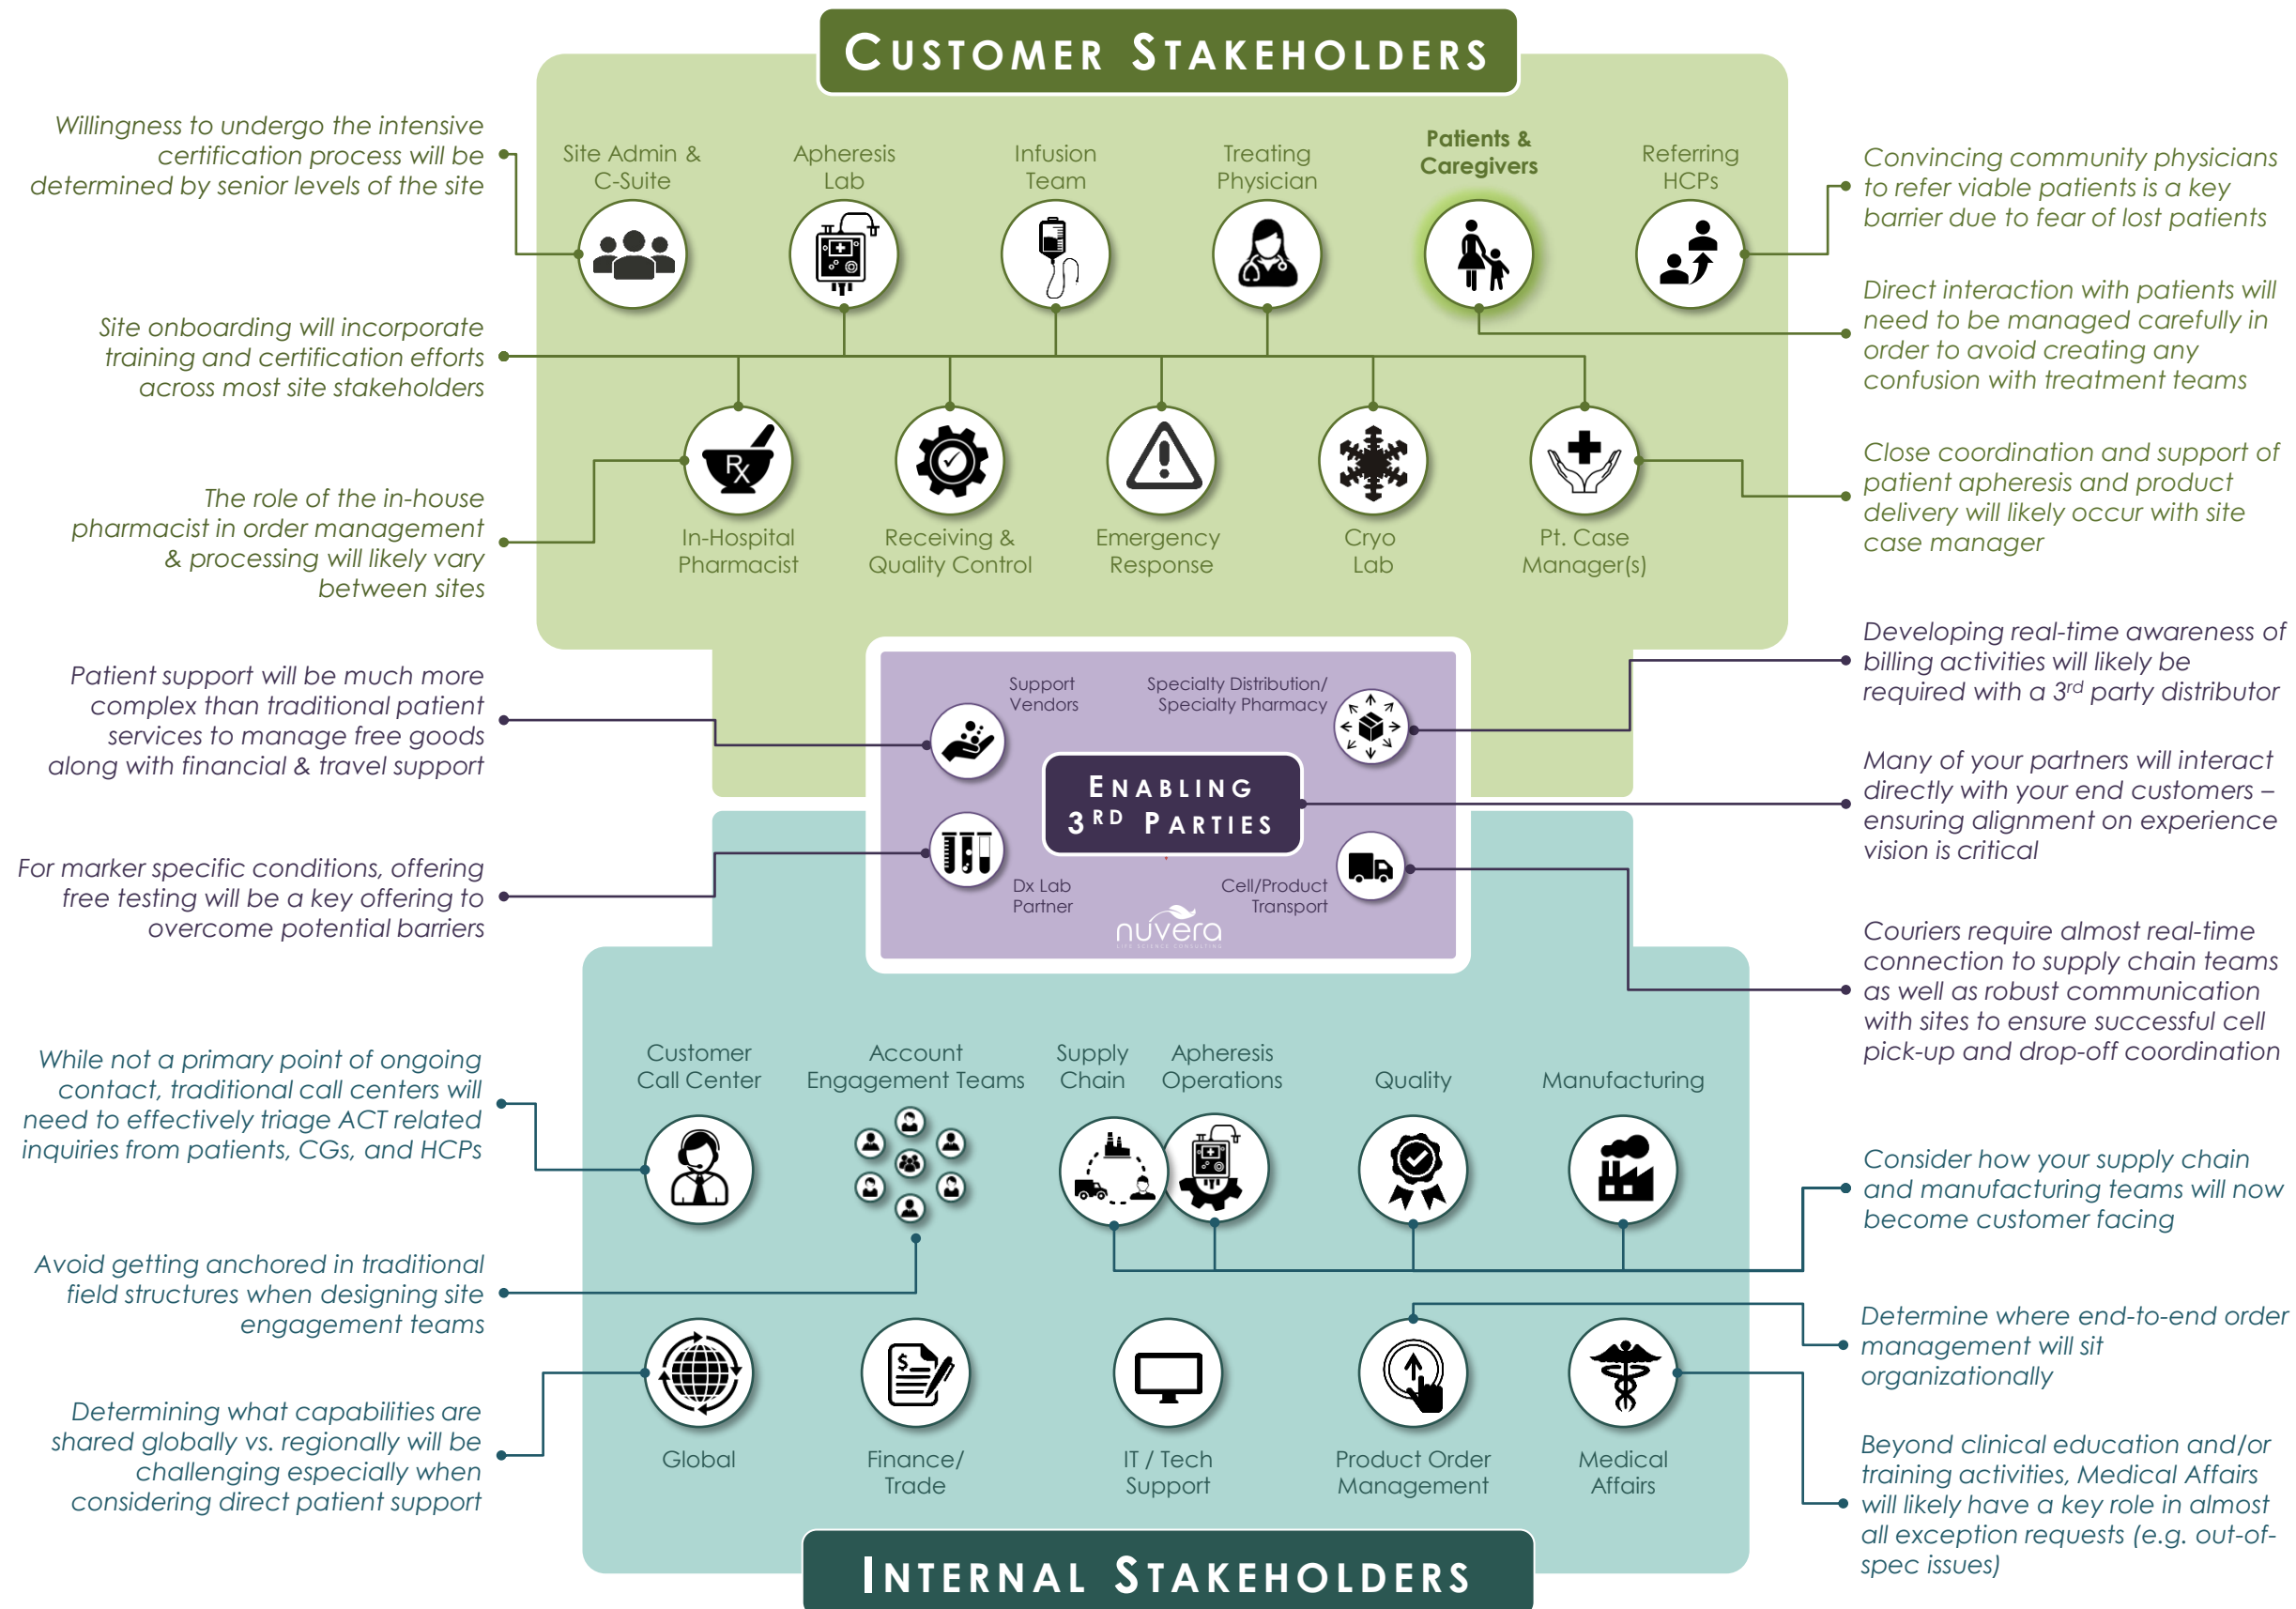 CUSTOMER STAKEHOLDERS
Willingness to undergo the intensive
certification process will be
determined by senior levels of the site
Site onboarding will incorporate
training and certification efforts
across most site stakeholders
The role of the in-house
pharmacist in order management
& processing will likely vary
between sites
Site Admin &
C-Suite
Apheresis
Lab
Infusion
Team
Treating
Physician
Patients &
Caregivers
Referring
HCPs
Rx
In-Hospital
Pharmacist
Receiving &
Quality Control
Emergency
Response
Cryo
Lab
Pt. Case
Manager(s)
Convincing community physicians
to refer viable patients is a key
barrier due to fear of lost patients
Direct interaction with patients will
need to be managed carefully in
order to avoid creating any
confusion with treatment teams
Close coordination and support of
patient apheresis and product
delivery will likely occur with site
case manager
Patient support will be much more
complex than traditional patient
services to manage free goods
along with financial & travel support
For marker specific conditions, offering
free testing will be a key offering to
overcome potential barriers
Support
Vendors
Specialty Distribution/
Specialty Pharmacy
ENABLING
3RD PARTIES
Dx Lab
Partner
Cell/Product
Transport
nuvera
LIFE SCIENCE CONSULTING
Developing real-time awareness of
billing activities will likely be
required with a 3rd party distributor
Many of your partners will interact
directly with your end customers –
ensuring alignment on experience
vision is critical
Couriers require almost real-time
connection to supply chain teams
as well as robust communication
with sites to ensure successful cell
pick-up and drop-off coordination
While not a primary point of ongoing
contact, traditional call centers will
need to effectively triage ACT related
inquiries from patients, CGs, and HCPs
Avoid getting anchored in traditional
field structures when designing site
engagement teams
Determining what capabilities are
shared globally vs. regionally will be
challenging especially when
considering direct patient support
Customer
Call Center
Account
Engagement Teams
Supply
Chain
Apheresis
Operations
Quality
Manufacturing
Global
$
Finance/
Trade
IT / Tech
Support
Product Order
Management
Medical
Affairs
Consider how your supply chain
and manufacturing teams will now
become customer facing
Determine where end-to-end order
management will sit
organizationally
Beyond clinical education and/or
training activities, Medical Affairs
will likely have a key role in almost
all exception requests (e.g. out-of-
spec issues)
INTERNAL STAKEHOLDERS